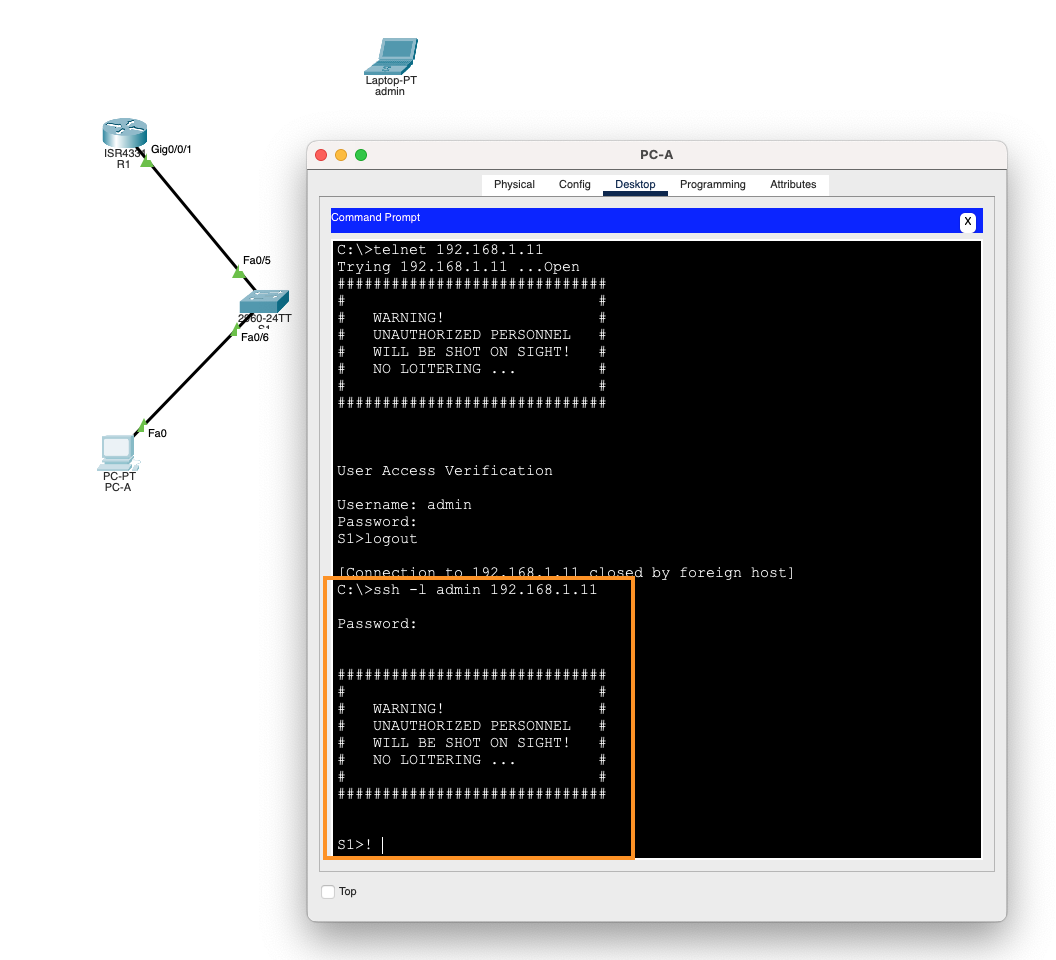 Laptop-PT
admin
Gig0/0/1
ISR4331
R1
Fa0/5
2960-24TT
S1
Fa0/6
Fa0
PC-PT
PC-A
PC-A
Physical Config Desktop Programming Attributes
Command Prompt
X
C:\>telnet 192.168.1.11
Trying 192.168.1.11 ...Open
##############################
#                            #
#   WARNING!                 #
#   UNAUTHORIZED PERSONNEL   #
#   WILL BE SHOT ON SIGHT!   #
#   NO LOITERING ...         #
#                            #
##############################
User Access Verification
Username: admin
Password:
S1>logout
[Connection to 192.168.1.11 closed by foreign host]
C:\>ssh -l admin 192.168.1.11
Password:
##############################
#                            #
#   WARNING!                 #
#   UNAUTHORIZED PERSONNEL   #
#   WILL BE SHOT ON SIGHT!   #
#   NO LOITERING ...         #
#                            #
##############################
S1>!
Top